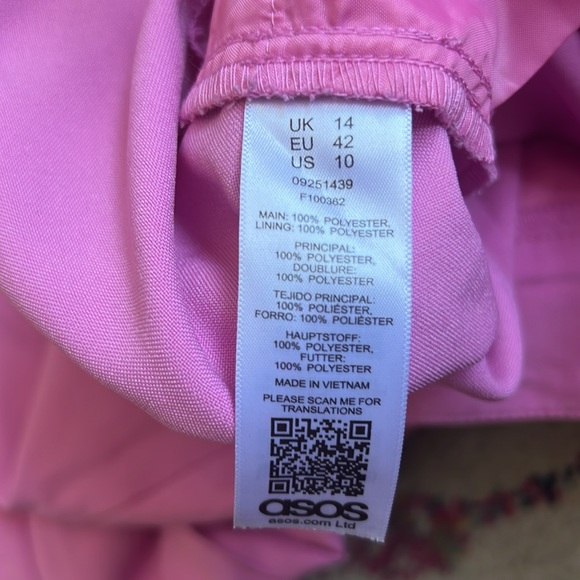 UK 14
EU 42
US 10
09251439
F100362
MAIN: 100% POLYESTER,
LINING: 100% POLYESTER
PRINCIPAL:
100% POLYESTER,
DOUBLURE:
100% POLYESTER
TEJIDO PRINCIPAL:
100% POLIÉSTER,
FORRO: 100% POLIÉSTER
HAUPTSTOFF:
100% POLYESTER,
FUTTER:
100% POLYESTER
MADE IN VIETNAM
PLEASE SCAN ME FOR
TRANSLATIONS
asos
asos.com Ltd